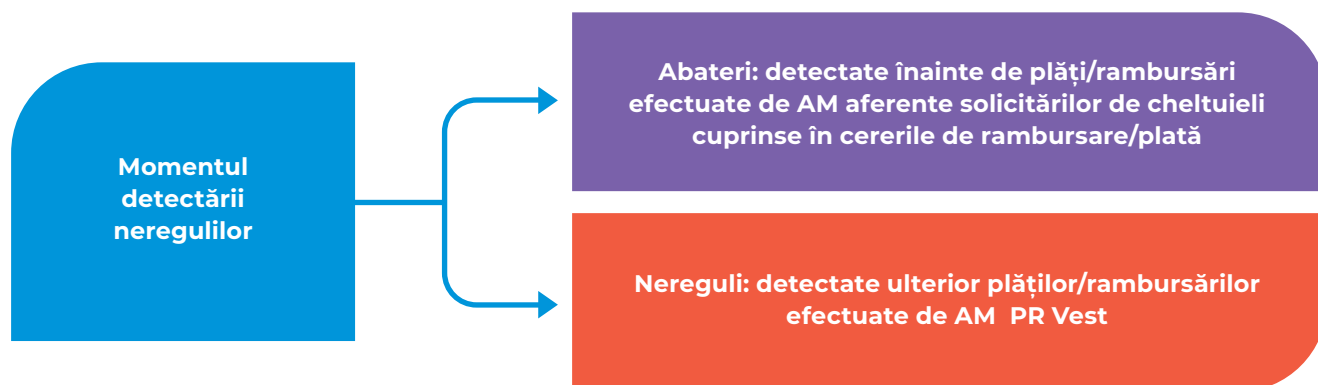 Momentul
detectării
neregulilor
Abateri: detectate înainte de plăți/rambursări
efectuate de AM aferente solicitărilor de cheltuieli
cuprinse în cererile de rambursare/plată
Nereguli: detectate ulterior plăților/rambursărilor
efectuate de AM PR Vest